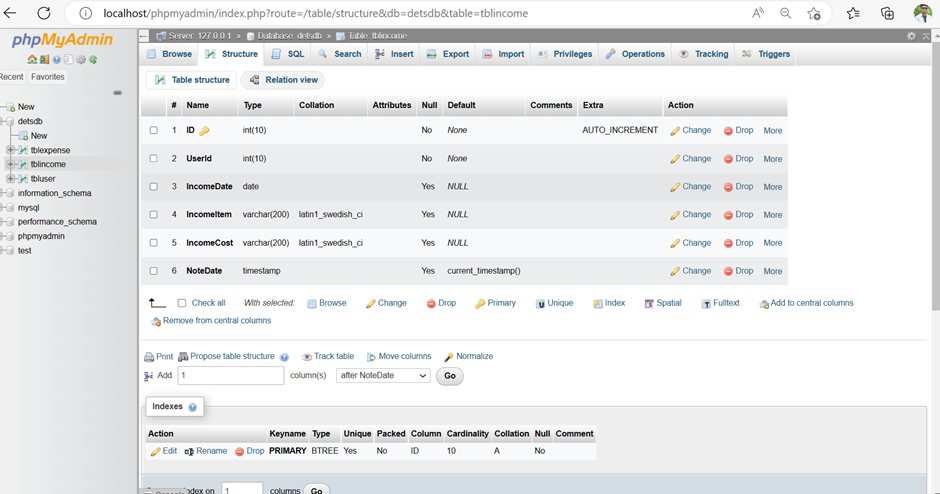 localhost/phpmyadmin/index.php?route=/table/structure&db=detsdb&table=tblincome
phpMyAdmin
Recent Favorites
New
detsdb
New
tblexpense
tblincome
tbluser
information_schema
mysql
performance_schema
phpmyadmin
test
Server: 127.0.0.1 » Database: detsdb » Table: tblincome
Browse Structure SQL Search Insert Export Import Privileges Operations Tracking Triggers
Table structure Relation view
# Name Type Collation Attributes Null Default Comments Extra Action
1 ID int(10) No None AUTO_INCREMENT Change Drop More
2 UserId int(10) No None Change Drop More
3 IncomeDate date Yes NULL Change Drop More
4 IncomeItem varchar(200) latin1_swedish_ci Yes NULL Change Drop More
5 IncomeCost varchar(200) latin1_swedish_ci Yes NULL Change Drop More
6 NoteDate timestamp Yes current_timestamp() Change Drop More
Check all With selected: Browse Change Drop Primary Unique Index Spatial Fulltext Add to central columns
Remove from central columns
Print Propose table structure Track table Move columns Normalize
Add 1 column(s) after NoteDate Go
Indexes
Action Keyname Type Unique Packed Column Cardinality Collation Null Comment
Edit Rename Drop PRIMARY BTREE Yes No ID 10 A No
index on 1 columns Go
Console